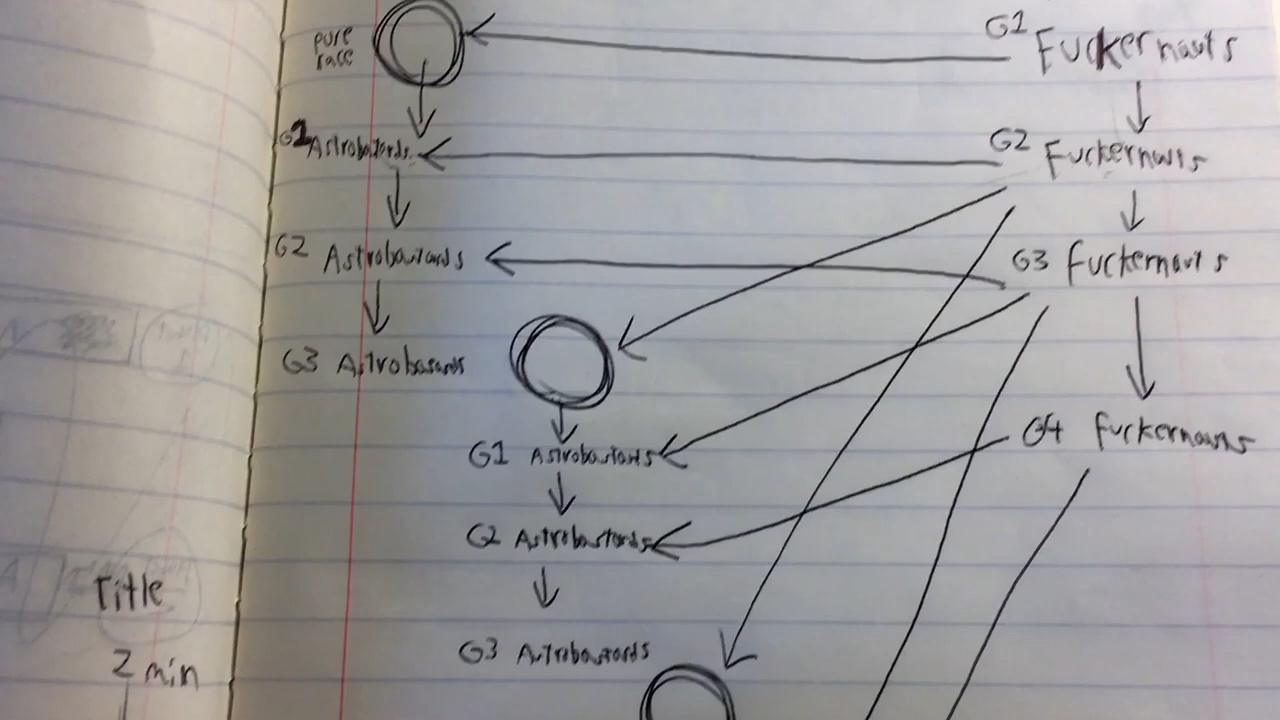 pure
race
G1 Fuckernauts
G1 Astrobastards
G2 Fuckernauts
G2 Astrobastards
G3 Fuckernauts
G3 Astrobastards
G1 Astrobastards
G4 Fuckernauts
G2 Astrobastards
G3 Astrobastards
Title
2 min